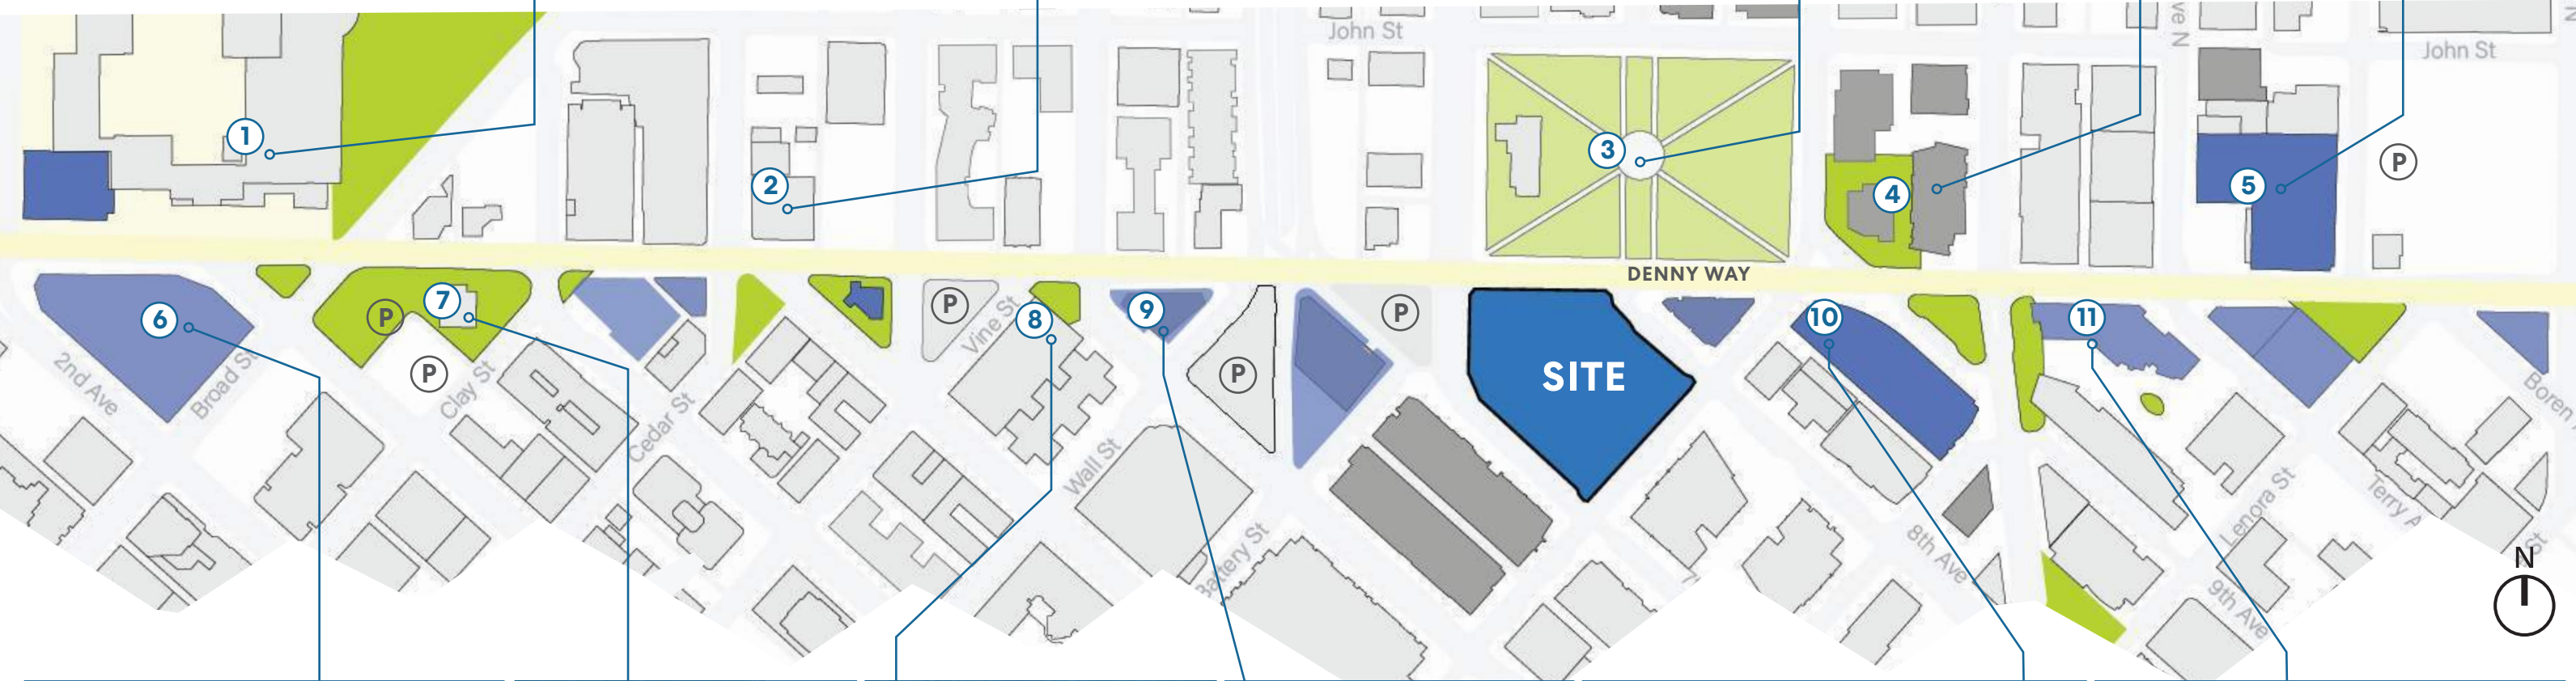 John St
ve N
John St
1
2
3
4
5
P
DENNY WAY
6
P
7
P
8
9
P
10
11
2nd Ave
Broad St
P
Clay St
Cedar St
Vine St
Wall St
P
Battery St
SITE
8th Ave
9th Ave
Lenora St
Terry A
Boren
St
N